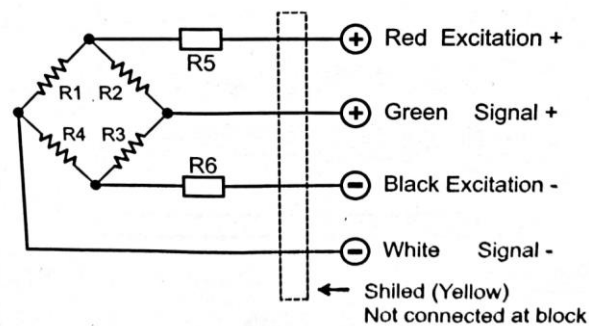 R5
+ Red Excitation +
R1 R2
+ Green Signal +
R4 R3
R6
− Black Excitation -
− White Signal -
Shiled (Yellow)
Not connected at block